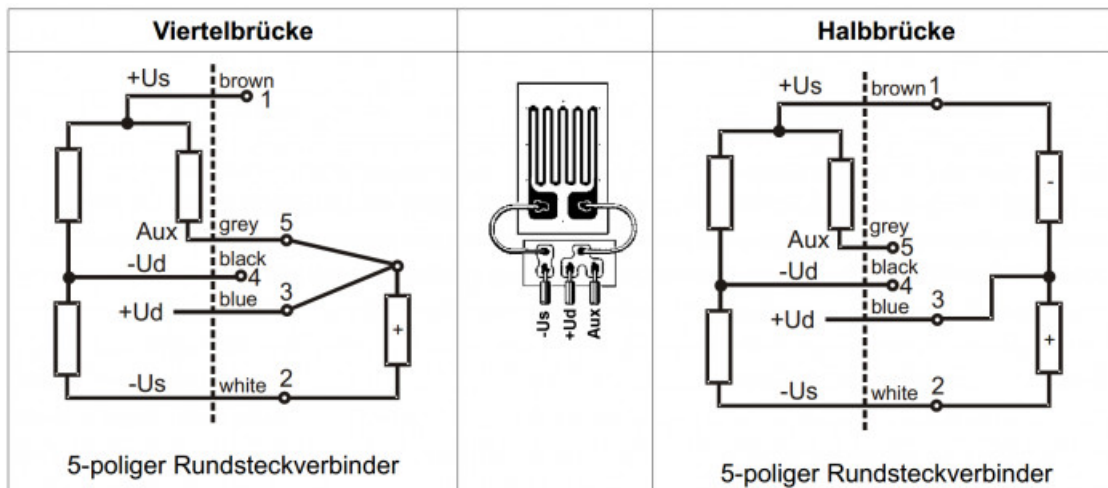 Viertelbrücke
Halbbrücke
+Us
brown
1
Aux
grey
5
-Ud
black
4
+Ud
blue
3
+
-Us
white
2
5-poliger Rundsteckverbinder
-Us
+Ud
Aux
+Us
brown
1
-
Aux
grey
5
-Ud
black
4
+Ud
blue
3
+
-Us
white
2
5-poliger Rundsteckverbinder